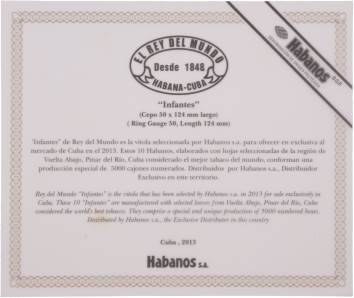 EL REY DEL MUNDO
Desde 1848
HABANA-CUBA
Habanos
"Infantes"
(Cepo 50 x 124 mm largo)
( Ring Gauge 50, Length 124 mm)
"Infantes" de Rey del Mundo es la vitola seleccionada por Habanos s.a. para ofrecer en exclusiva al
mercado de Cuba en el 2013. Estos 10 Habanos, elaborados con hojas seleccionadas de la región de
Vuelta Abajo, Pinar del Río, Cuba considerado el mejor tabaco del mundo, conforman una
producción especial de 5000 cajones numerados. Distribuidos por Habanos s.a., Distribuidor
Exclusivo en este territorio.
Rey del Mundo "Infantes" is the vitola that has been selected by Habanos s.a. in 2013 for sale exclusively in
Cuba. These 10 "Infantes" are manufactured with selected leaves from Vuelta Abajo, Pinar del Río, Cuba
considered the world's best tobacco. They comprise a special and unique production of 5000 numbered boxes.
Distributed by Habanos s.a., the Exclusive Distributor in this country
Cuba , 2013
Habanos s.a.